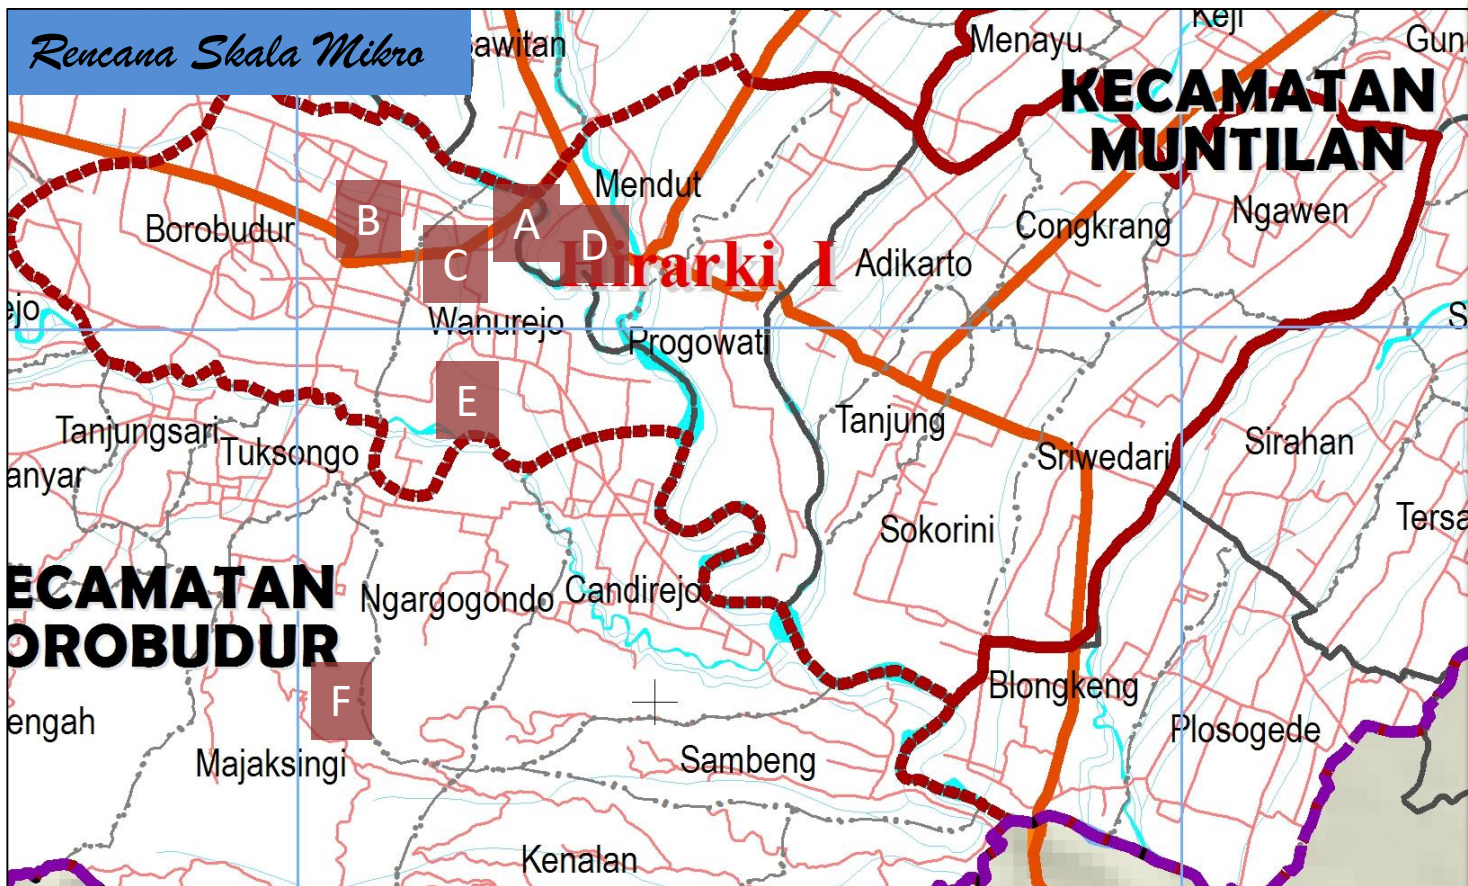 Rencana Skala Mikro
awitan
Menayu
Keji
Gun
KECAMATAN
MUNTILAN
Mendut
Borobudur
B
A
D
C
Hirarki I
Adikarto
Congkrang
Ngawen
ejo
Wanurejo
Progowati
S
E
Tanjungsari
Tuksongo
anyar
Tanjung
Sriwedari
Sirahan
Sokorini
Tersa
ECAMATAN
OROBUDUR
Ngargogondo
Candirejo
F
Blongkeng
engah
Majaksingi
Sambeng
Plosogede
Kenalan